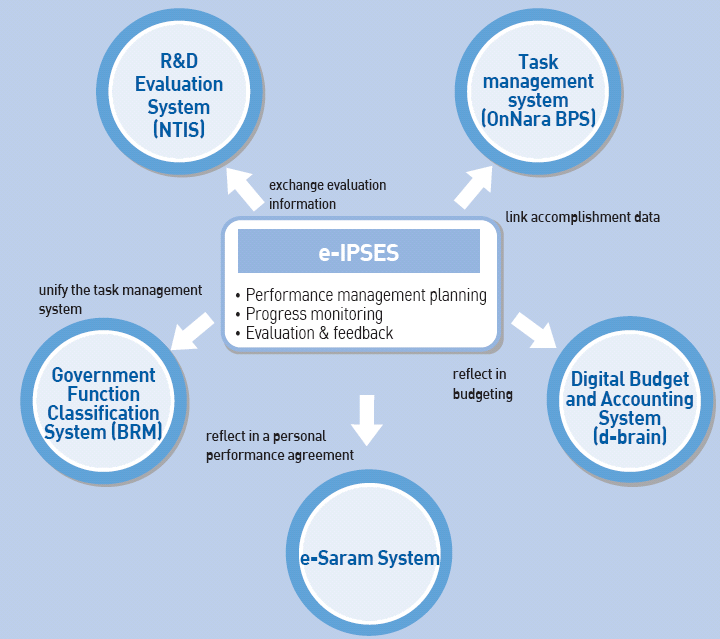 R&D
Evaluation
System
(NTIS)
Task
management
system
(OnNara BPS)
exchange evaluation
information
link accomplishment data
e-IPSES
• Performance management planning
• Progress monitoring
• Evaluation & feedback
unify the task management
system
Government
Function
Classification
System (BRM)
reflect in
budgeting
Digital Budget
and Accounting
System
(d-brain)
reflect in a personal
performance agreement
e-Saram System